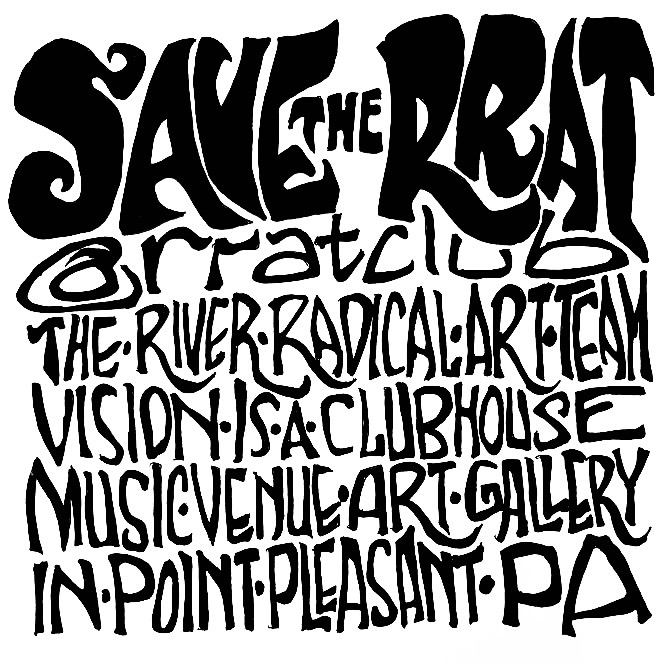 SAVE THE RRAT
@rratclub
THE·RIVER·RADICAL·ART·TEAM
VISION·IS·A·CLUBHOUSE
MUSIC·VENUE·ART·GALLERY
IN·POINT·PLEASANT·PA